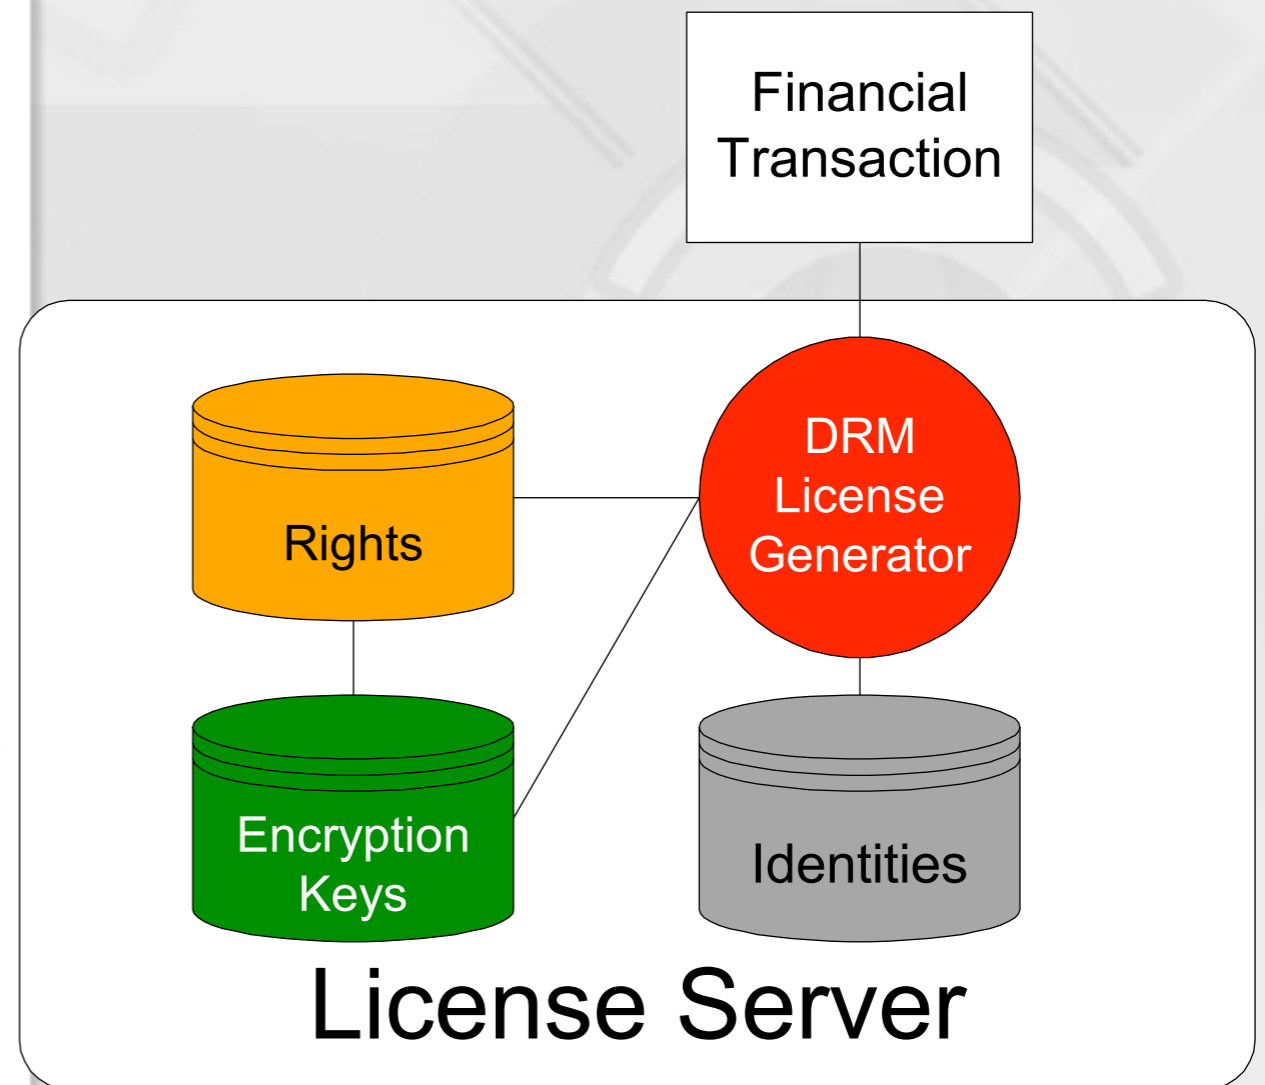 Financial
Transaction
DRM
License
Generator
Rights
Encryption
Keys
Identities
License Server